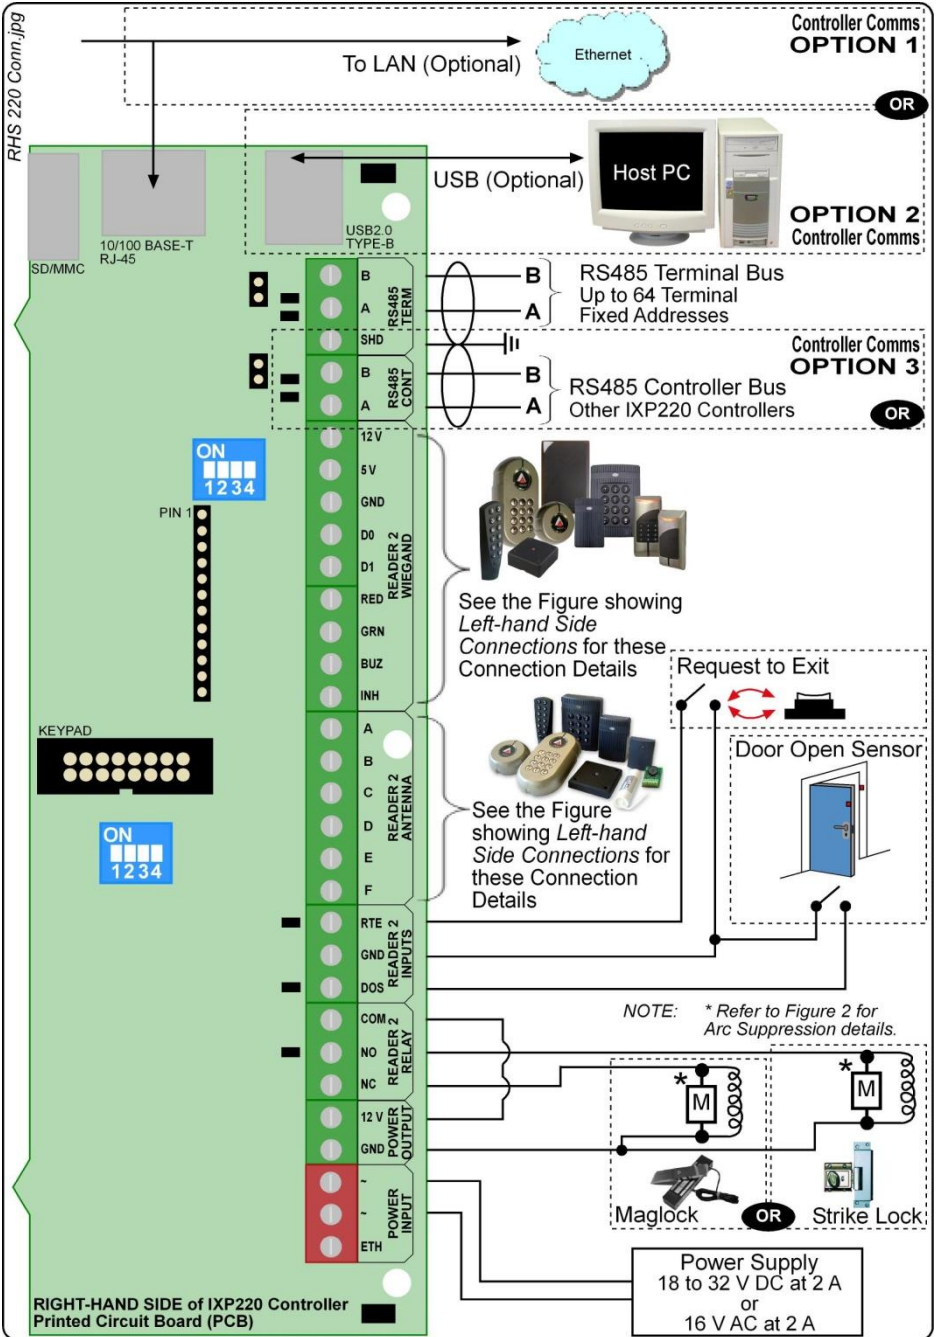 RHS 220 Conn.jpg
Controller Comms
OPTION 1
To LAN (Optional)
Ethernet
OR
USB (Optional)
Host PC
OPTION 2
Controller Comms
SD/MMC
10/100 BASE-T
RJ-45
USB2.0
TYPE-B
B
A
SHD
RS485
TERM
B
A
RS485 Terminal Bus
Up to 64 Terminal
Fixed Addresses
Controller Comms
OPTION 3
B
A
RS485
CONT
B
A
RS485 Controller Bus
Other IXP220 Controllers
OR
ON
1234
PIN 1
12 V
5 V
GND
D0
D1
RED
GRN
BUZ
INH
READER 2
WIEGAND
See the Figure showing
Left-hand Side
Connections for these
Connection Details
Request to Exit
KEYPAD
ON
1234
A
B
C
D
E
F
READER 2
ANTENNA
See the Figure
showing Left-hand
Side Connections for
these Connection
Details
Door Open Sensor
RTE
GND
DOS
READER 2
INPUTS
COM
NO
NC
READER 2
RELAY
NOTE: * Refer to Figure 2 for
Arc Suppression details.
*
M
*
M
12 V
GND
POWER
OUTPUT
Maglock
OR
Strike Lock
~
~
ETH
POWER
INPUT
Power Supply
18 to 32 V DC at 2 A
or
16 V AC at 2 A
RIGHT-HAND SIDE of IXP220 Controller
Printed Circuit Board (PCB)